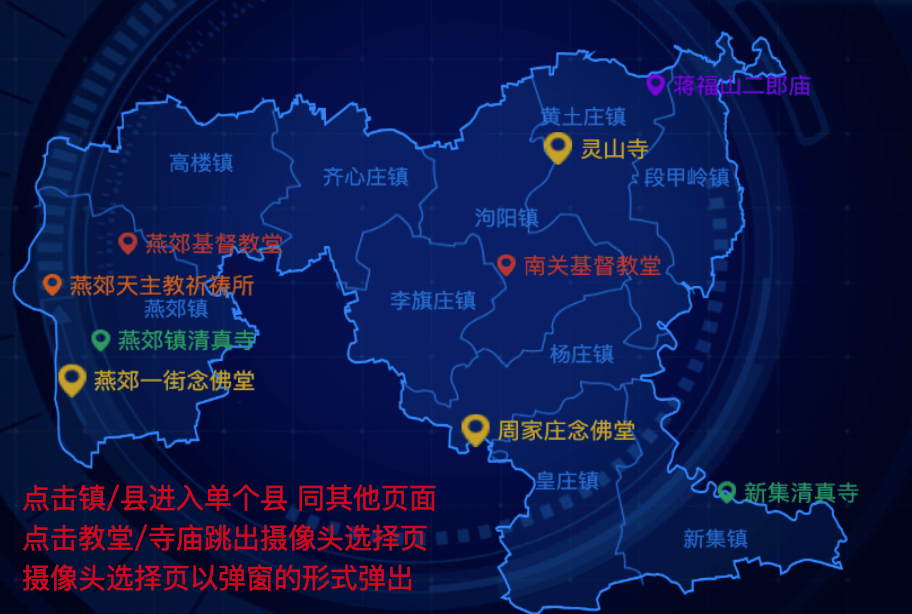 蒋福山二郎庙
黄土庄镇
灵山寺
高楼镇
齐心庄镇
段甲岭镇
泃阳镇
燕郊基督教堂
南关基督教堂
燕郊天主教祈祷所
燕郊镇
李旗庄镇
燕郊镇清真寺
杨庄镇
燕郊一街念佛堂
周家庄念佛堂
皇庄镇
新集清真寺
新集镇
点击镇/县进入单个县 同其他页面
点击教堂/寺庙跳出摄像头选择页
摄像头选择页以弹窗的形式弹出